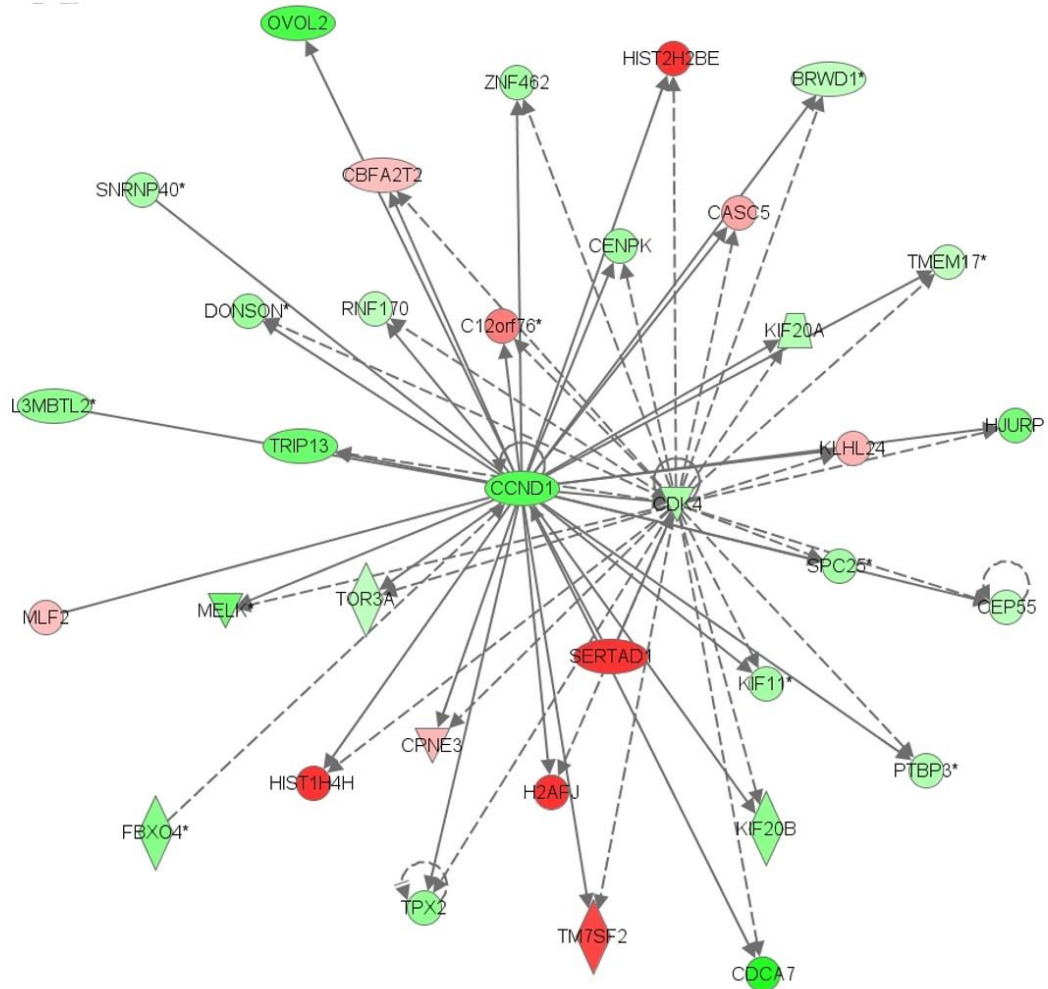 OVOL2
HIST2H2BE
ZNF462
BRWD1*
CBFA2T2
SNRNP40*
CASC5
CENPK
TMEM17*
DONSON*
RNF170
C12orf76*
KIF20A
L3MBTL2*
TRIP13
KLHL24
HJURP
CCND1
CDK4
SPC25*
MLF2
MELK*
TOR3A
CEP55
SERTAD1
KIF11*
CPNE3
HIST1H4H
H2AFJ
PTBP3*
FBXO4*
KIF20B
TPX2
TM7SF2
CDCA7